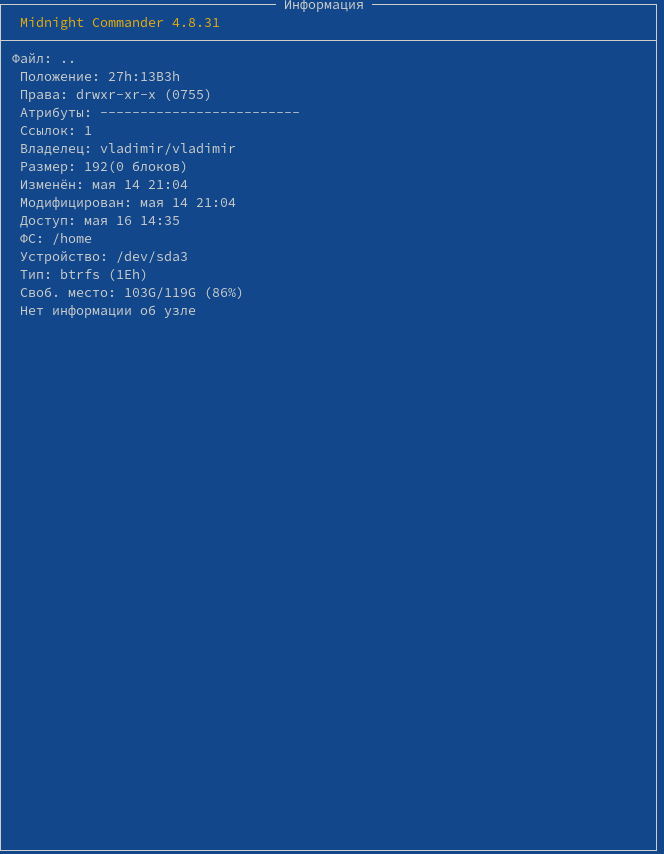 Информация
Midnight Commander 4.8.31
Файл: ..
Положение: 27h:13B3h
Права: drwxr-xr-x (0755)
Атрибуты: -------------------------
Ссылок: 1
Владелец: vladimir/vladimir
Размер: 192(0 блоков)
Изменён: мая 14 21:04
Модифицирован: мая 14 21:04
Доступ: мая 16 14:35
ФС: /home
Устройство: /dev/sda3
Тип: btrfs (1Eh)
Своб. место: 103G/119G (86%)
Нет информации об узле